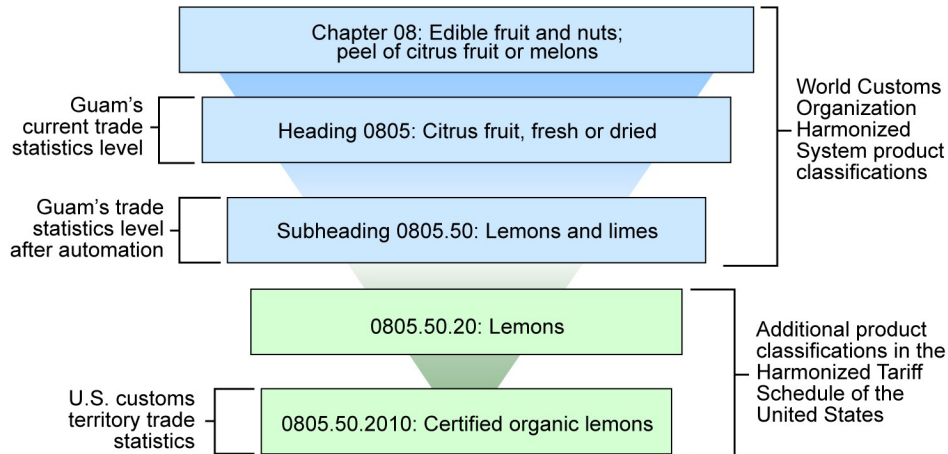 Chapter 08: Edible fruit and nuts;
peel of citrus fruit or melons
Guam’s
current trade
statistics level
Heading 0805: Citrus fruit, fresh or dried
World Customs
Organization
Harmonized
System product
classifications
Guam’s trade
statistics level
after automation
Subheading 0805.50: Lemons and limes
0805.50.20: Lemons
Additional product
classifications in the
Harmonized Tariff
Schedule of the
United States
U.S. customs
territory trade
statistics
0805.50.2010: Certified organic lemons